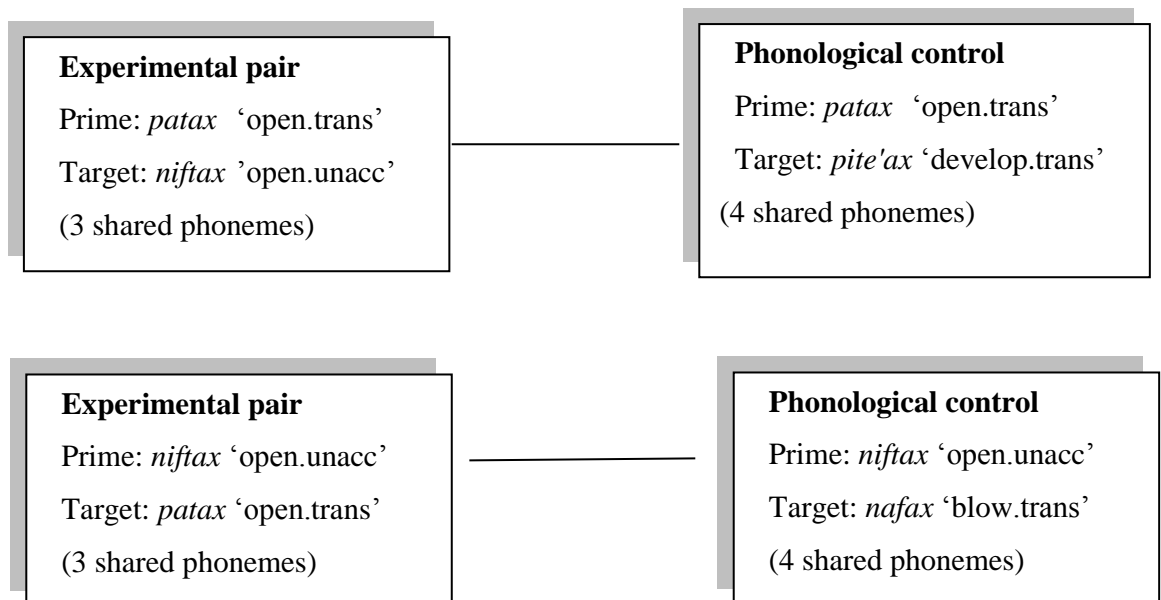 Experimental pair
Prime: patax ‘open.trans’
Target: niftax ’open.unacc’
(3 shared phonemes)
Phonological control
Prime: patax ‘open.trans’
Target: pite'ax ‘develop.trans’
(4 shared phonemes)
Experimental pair
Prime: niftax ‘open.unacc’
Target: patax ‘open.trans’
(3 shared phonemes)
Phonological control
Prime: niftax ‘open.unacc’
Target: nafax ‘blow.trans’
(4 shared phonemes)